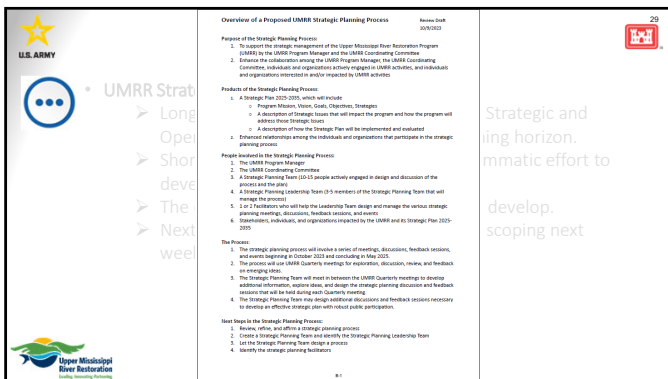 U.S. ARMY
29
Overview of a Proposed UMRR Strategic Planning Process
Review Draft
10/9/2023
Purpose of the Strategic Planning Process:
1. To support the strategic management of the Upper Mississippi River Restoration Program
(UMRR) by the UMRR Program Manager and the UMRR Coordinating Committee
2. Enhance the collaboration among the UMRR Program Manager, the UMRR Coordinating
Committee, individuals and organizations actively engaged in UMRR activities, and individuals
and organizations interested in and/or impacted by UMRR activities
Products of the Strategic Planning Process:
1. A Strategic Plan 2025-2035, which will include
o Program Mission, Vision, Goals, Objectives, Strategies
o A description of Strategic Issues that will impact the program and how the program will
address those Strategic Issues
o A description of how the Strategic Plan will be implemented and evaluated
2. Enhanced relationships among the individuals and organizations that participate in the strategic
planning process
People involved in the Strategic Planning Process:
1. The UMRR Program Manager
2. The UMRR Coordinating Committee
3. A Strategic Planning Team (10-15 people actively engaged in design and discussion of the
process and the plan)
4. A Strategic Planning Leadership Team (3-5 members of the Strategic Planning Team that will
manage the process)
5. 1 or 2 Facilitators who will help the Leadership Team design and manage the various strategic
planning meetings, discussions, feedback sessions, and events
6. Stakeholders, individuals, and organizations impacted by the UMRR and its Strategic Plan 2025-
2035
The Process:
1. The strategic planning process will involve a series of meetings, discussions, feedback sessions,
and events beginning in October 2023 and concluding in May 2025.
2. The process will use UMRR Quarterly meetings for exploration, discussion, review, and feedback
on emerging ideas.
3. The Strategic Planning Team will meet in between the UMRR Quarterly meetings to develop
additional information, explore ideas, and design the strategic planning discussion and feedback
sessions that will be held during each Quarterly meeting.
4. The Strategic Planning Team may design additional discussions and feedback sessions necessary
to develop an effective strategic plan with robust public participation.
Next Steps in the Strategic Planning Process:
1. Review, refine, and affirm a strategic planning process
2. Create a Strategic Planning Team and identify the Strategic Planning Leadership Team
3. Let the Strategic Planning Team design a process
4. Identify the strategic planning facilitators
B-1
• UMRR Strat
➢ Long Strategic and
Oper ing horizon.
➢ Shor mmatic effort to
deve
➢ The develop.
➢ Next scoping next
weel
Upper Mississippi
River Restoration
Leading Innovating Partnering